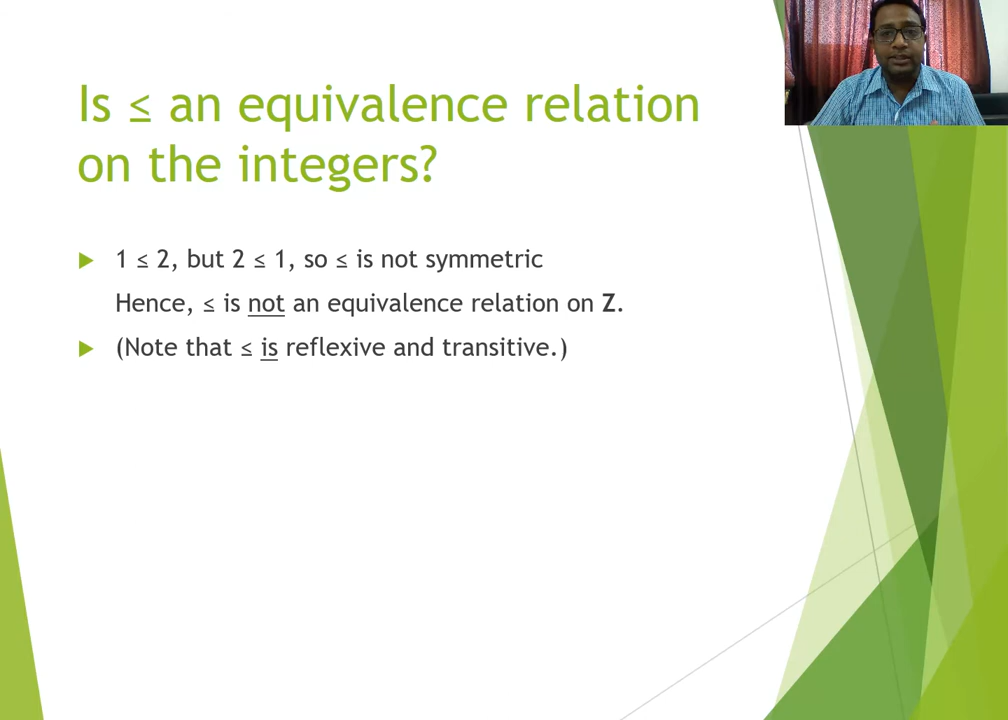 Is ≤ an equivalence relation
on the integers?
1 ≤ 2, but 2 ≤ 1, so ≤ is not symmetric
Hence, ≤ is not an equivalence relation on Z.
(Note that ≤ is reflexive and transitive.)